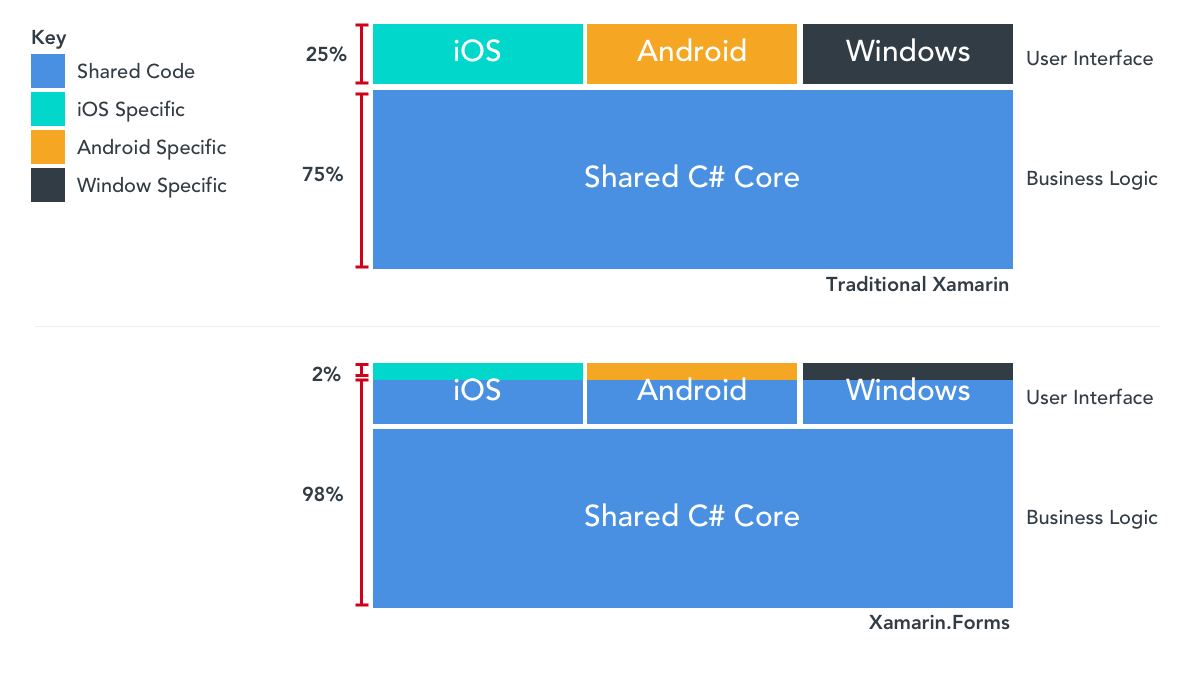 Key
Shared Code
iOS Specific
Android Specific
Window Specific
25%
iOS
Android
Windows
User Interface
75%
Shared C# Core
Business Logic
Traditional Xamarin
2%
iOS
Android
Windows
User Interface
98%
Shared C# Core
Business Logic
Xamarin.Forms